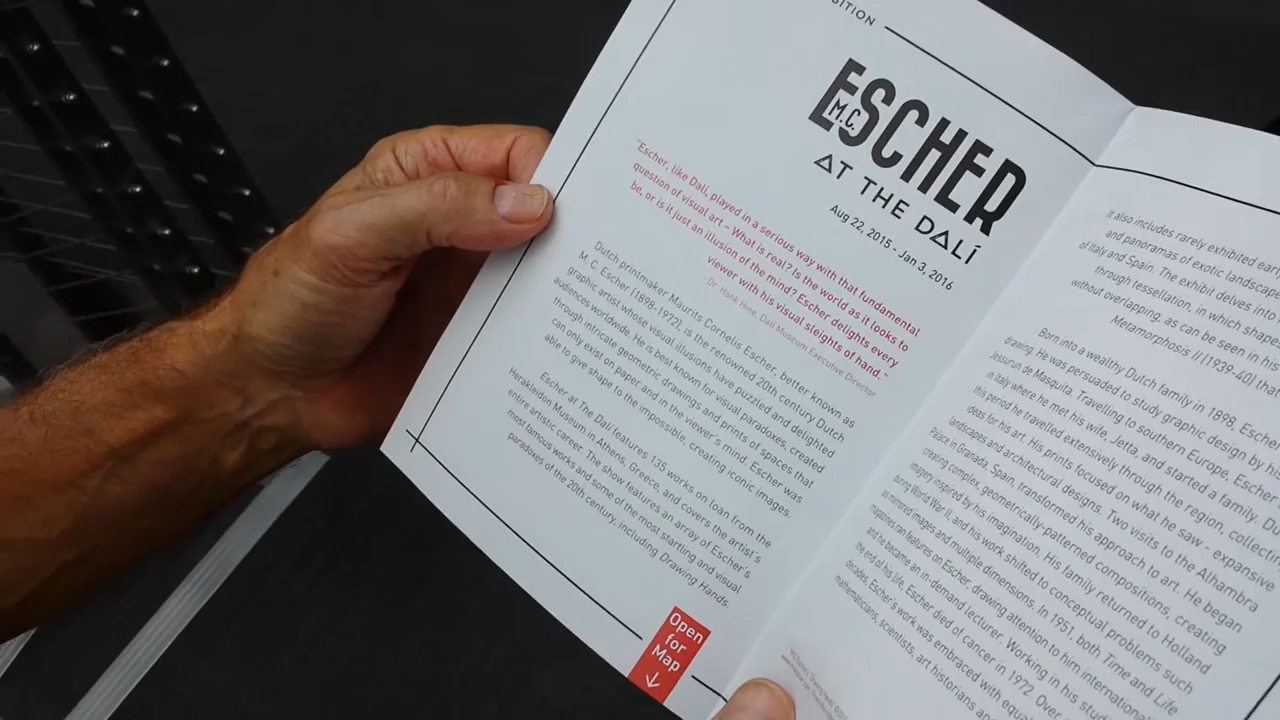 BITION
M.C. ESCHER
AT THE DALÍ
Aug 22, 2015 - Jan 3, 2016
"Escher, like Dalí, played in a serious way with that fundamental
question of visual art – What is real? Is the world as it looks to
be, or is it just an illusion of the mind? Escher delights every
viewer with his visual sleights of hand."
- Dr. Hank Hine, Dalí Museum Executive Director
Dutch printmaker Maurits Cornelis Escher, better known as
M. C. Escher (1898-1972), is the renowned 20th century Dutch
graphic artist whose visual illusions have puzzled and delighted
audiences worldwide. He is best known for visual paradoxes, created
through intricate geometric drawings and prints of spaces that
can only exist on paper and in the viewer's mind. Escher was
able to give shape to the impossible, creating iconic images.
Escher at The Dalí features 135 works on loan from the
Herakleidon Museum in Athens, Greece, and covers the artist's
entire artistic career. The show features an array of Escher's
most famous works and some of the most startling and visual
paradoxes of the 20th century, including Drawing Hands.
Open
for
Map
It also includes rarely exhibited ear
and panoramas of exotic landscape
of Italy and Spain. The exhibit delves into
through tessellation, in which shapes
without overlapping, as can be seen in his
Metamorphosis II (1939-40) tha
Born into a wealthy Dutch family in 1898, Esche
drawing. He was persuaded to study graphic design by hi
Jessurun de Mesquita. Travelling to southern Europe, Escher
in Italy where he met his wife, Jetta, and started a family. Du
this period he travelled extensively through the region, collectin
ideas for his art. His prints focused on what he saw - expansive
landscapes and architectural designs. Two visits to the Alhambra
Palace in Granada, Spain, transformed his approach to art. He began
creating complex, geometrically-patterned compositions, creating
imagery inspired by his imagination. His family returned to Holland
during World War II, and his work shifted to conceptual problems such
as mirrored images and multiple dimensions. In 1951, both Time and Life
magazines ran features on Escher, drawing attention to him internation
and he became an in-demand lecturer. Working in his stud
the end of his life, Escher died of cancer in 1972. Over
decades, Escher's work was embraced with equa
mathematicians, scientists, art historians an